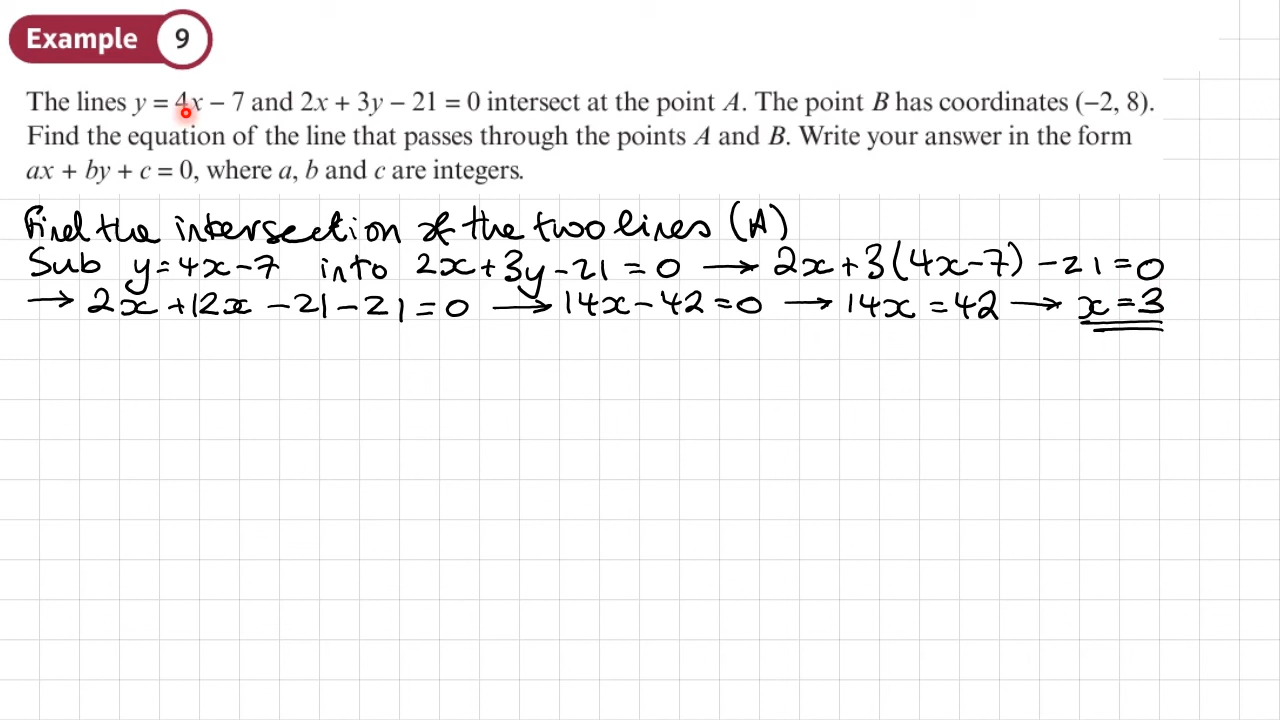 Example 9
The lines y = 4x − 7 and 2x + 3y − 21 = 0 intersect at the point A. The point B has coordinates (−2, 8).
Find the equation of the line that passes through the points A and B. Write your answer in the form
ax + by + c = 0, where a, b and c are integers.
Find the intersection of the two lines (A)
Sub y=4x-7 into 2x+3y-21=0 → 2x+3(4x-7)-21=0
→ 2x+12x-21-21=0 → 14x-42=0 → 14x=42 → x=3